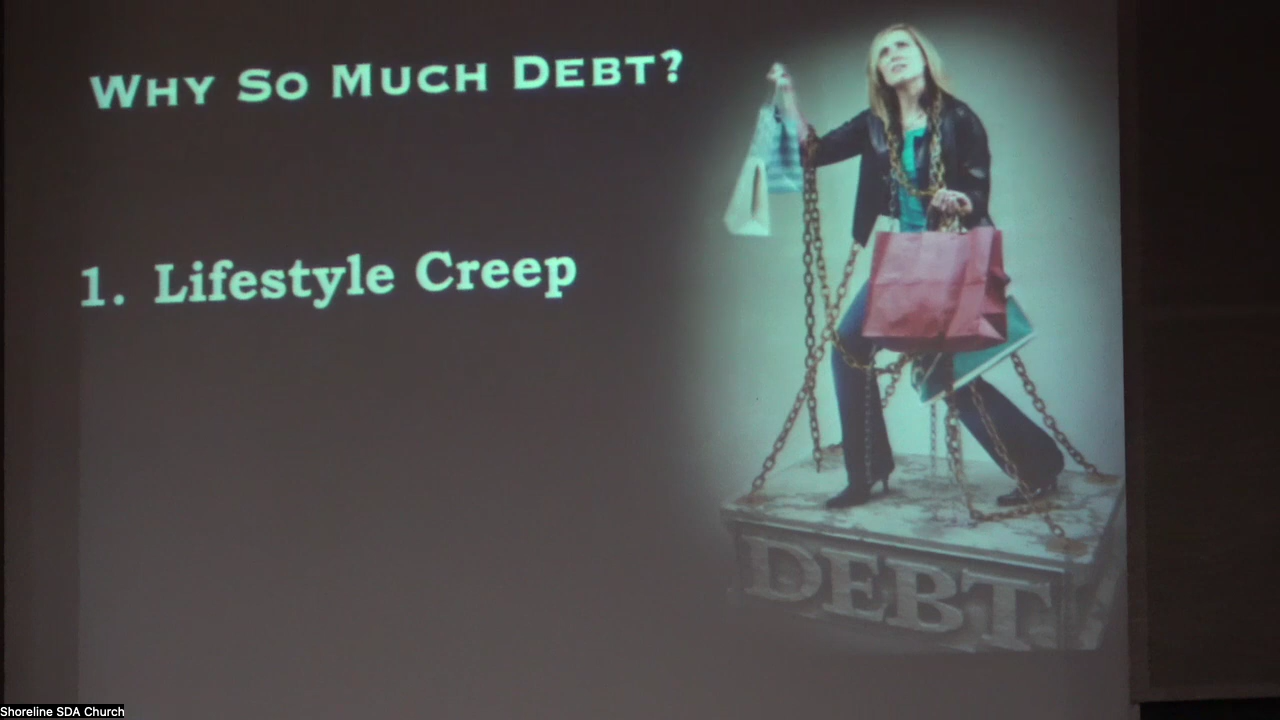 WHY SO MUCH DEBT?
1. Lifestyle Creep
DEBT
Shoreline SDA Church